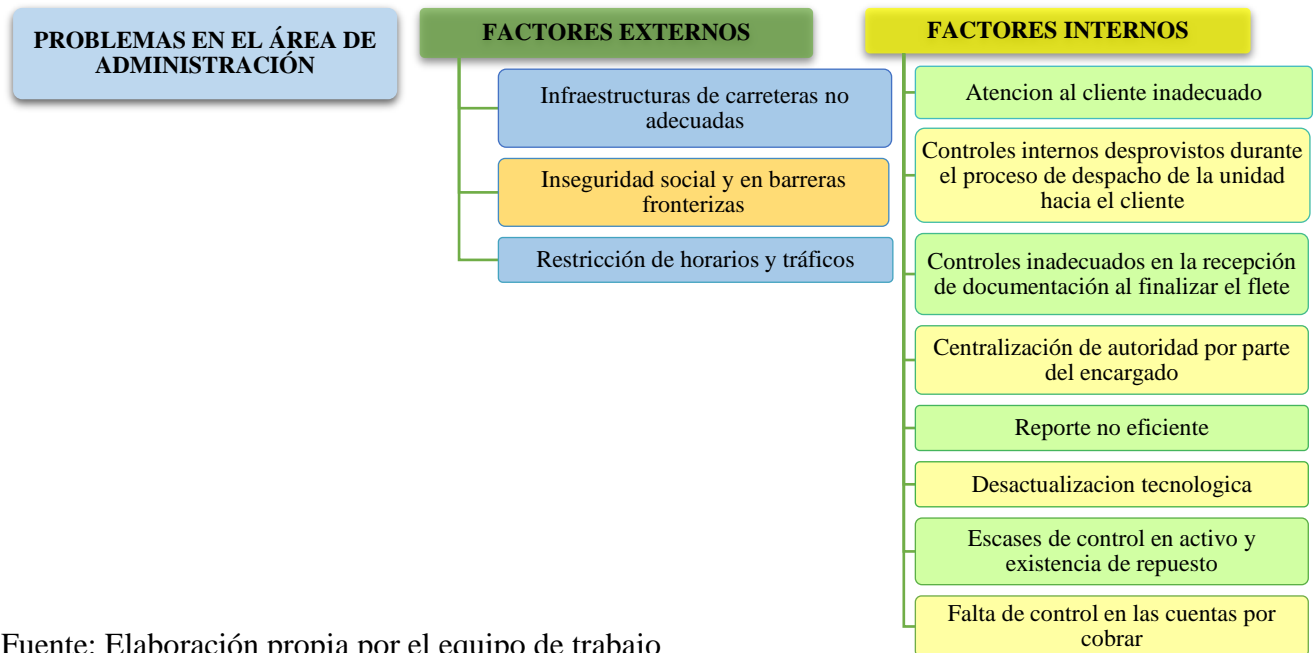 PROBLEMAS EN EL ÁREA DE
ADMINISTRACIÓN
FACTORES EXTERNOS
Infraestructuras de carreteras no
adecuadas
Inseguridad social y en barreras
fronterizas
Restricción de horarios y tráficos
FACTORES INTERNOS
Atencion al cliente inadecuado
Controles internos desprovistos durante
el proceso de despacho de la unidad
hacia el cliente
Controles inadecuados en la recepción
de documentación al finalizar el flete
Centralización de autoridad por parte
del encargado
Reporte no eficiente
Desactualizacion tecnologica
Escases de control en activo y
existencia de repuesto
Falta de control en las cuentas por
cobrar
Fuente: Elaboración propia por el equipo de trabajo